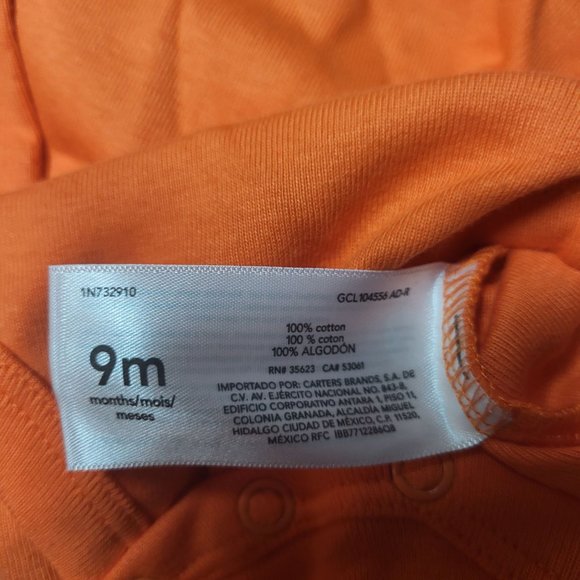 1N732910
GCL104556 AD-R
9m
months/mois/
meses
100% cotton
100 % coton
100% ALGODÓN
RN# 35623 CA# 53061
IMPORTADO POR: CARTERS BRANDS, S.A. DE
C.V. AV. EJÉRCITO NACIONAL NO. 843-B,
EDIFICIO CORPORATIVO ANTARA 1, PISO 11,
COLONIA GRANADA, ALCALDÍA MIGUEL
HIDALGO CIUDAD DE MÉXICO, C.P. 11520,
MÉXICO RFC IBB7712286Q8